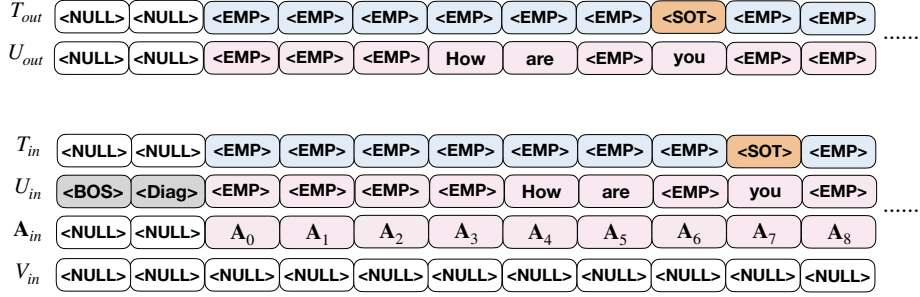 T_out <NULL> <NULL> <EMP> <EMP> <EMP> <EMP> <EMP> <EMP> <SOT> <EMP> <EMP>
U_out <NULL> <NULL> <EMP> <EMP> <EMP> How are <EMP> you <EMP> <EMP> ......
T_in <NULL> <NULL> <EMP> <EMP> <EMP> <EMP> <EMP> <EMP> <EMP> <SOT> <EMP>
U_in <BOS> <Diag> <EMP> <EMP> <EMP> <EMP> How are <EMP> you <EMP> ......
A_in <NULL> <NULL> A_0 A_1 A_2 A_3 A_4 A_5 A_6 A_7 A_8
V_in <NULL> <NULL> <NULL> <NULL> <NULL> <NULL> <NULL> <NULL> <NULL> <NULL> <NULL>